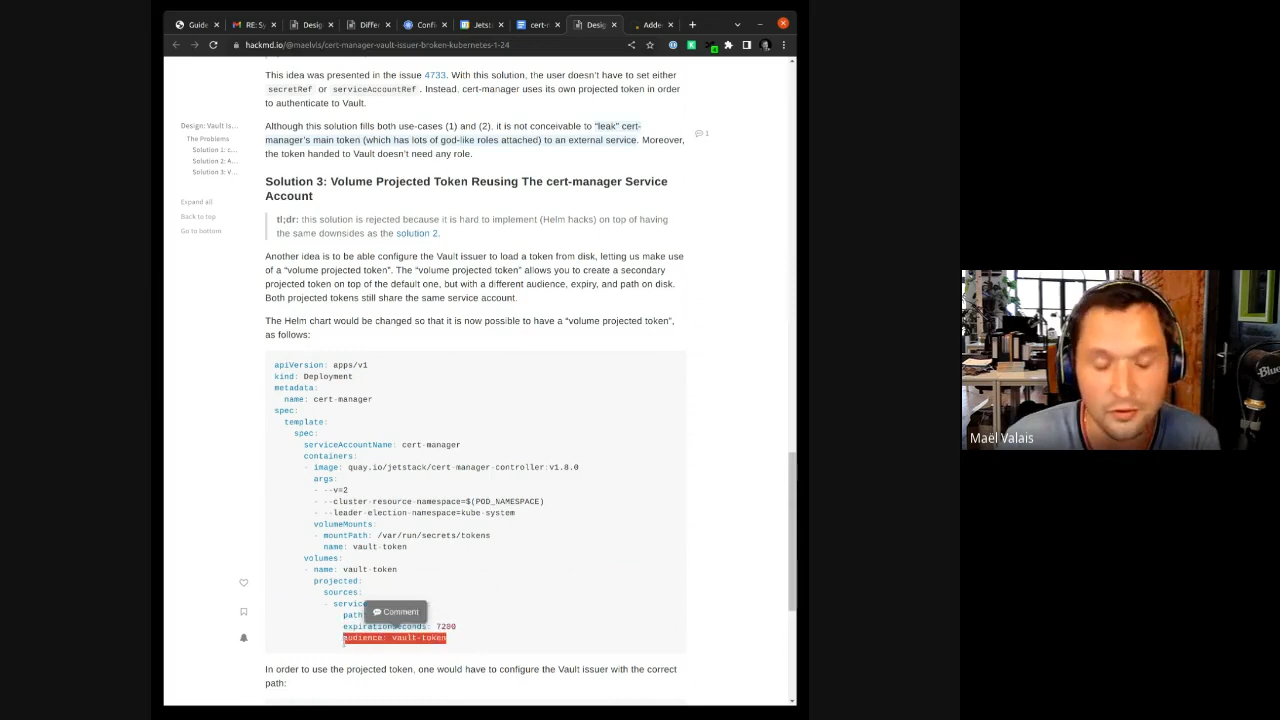 Guide
RE: S
Desig
Differ
Confi
Jetst
cert-m
Desig
Adde
hackmd.io/@maelvls/cert-manager-vault-issuer-broken-kubernetes-1-24
This idea was presented in the issue 4733. With this solution, the user doesn't have to set either
secretRef or serviceAccountRef. Instead, cert-manager uses its own projected token in order
to authenticate to Vault.
Although this solution fills both use-cases (1) and (2), it is not conceivable to "leak" cert-
manager's main token (which has lots of god-like roles attached) to an external service. Moreover,
the token handed to Vault doesn't need any role.
1
Design: Vault Is...
The Problems
Solution 1: c...
Solution 2: A...
Solution 3: V...
Expand all
Back to top
Go to bottom
Solution 3: Volume Projected Token Reusing The cert-manager Service
Account
tl;dr: this solution is rejected because it is hard to implement (Helm hacks) on top of having
the same downsides as the solution 2.
Another idea is to be able configure the Vault issuer to load a token from disk, letting us make use
of a "volume projected token". The "volume projected token" allows you to create a secondary
projected token on top of the default one, but with a different audience, expiry, and path on disk.
Both projected tokens still share the same service account.
The Helm chart would be changed so that it is now possible to have a "volume projected token",
as follows:
apiVersion: apps/v1
kind: Deployment
metadata:
name: cert-manager
spec:
template:
spec:
serviceAccountName: cert-manager
containers:
- image: quay.io/jetstack/cert-manager-controller:v1.8.0
args:
- --v=2
- --cluster-resource-namespace=$(POD_NAMESPACE)
- --leader-election-namespace=kube-system
volumeMounts:
- mountPath: /var/run/secrets/tokens
name: vault-token
volumes:
- name: vault-token
projected:
sources:
- service
Comment
path:
expirationSeconds: 7200
audience: vault-token
In order to use the projected token, one would have to configure the Vault issuer with the correct
path:
Maël Valais
Blue